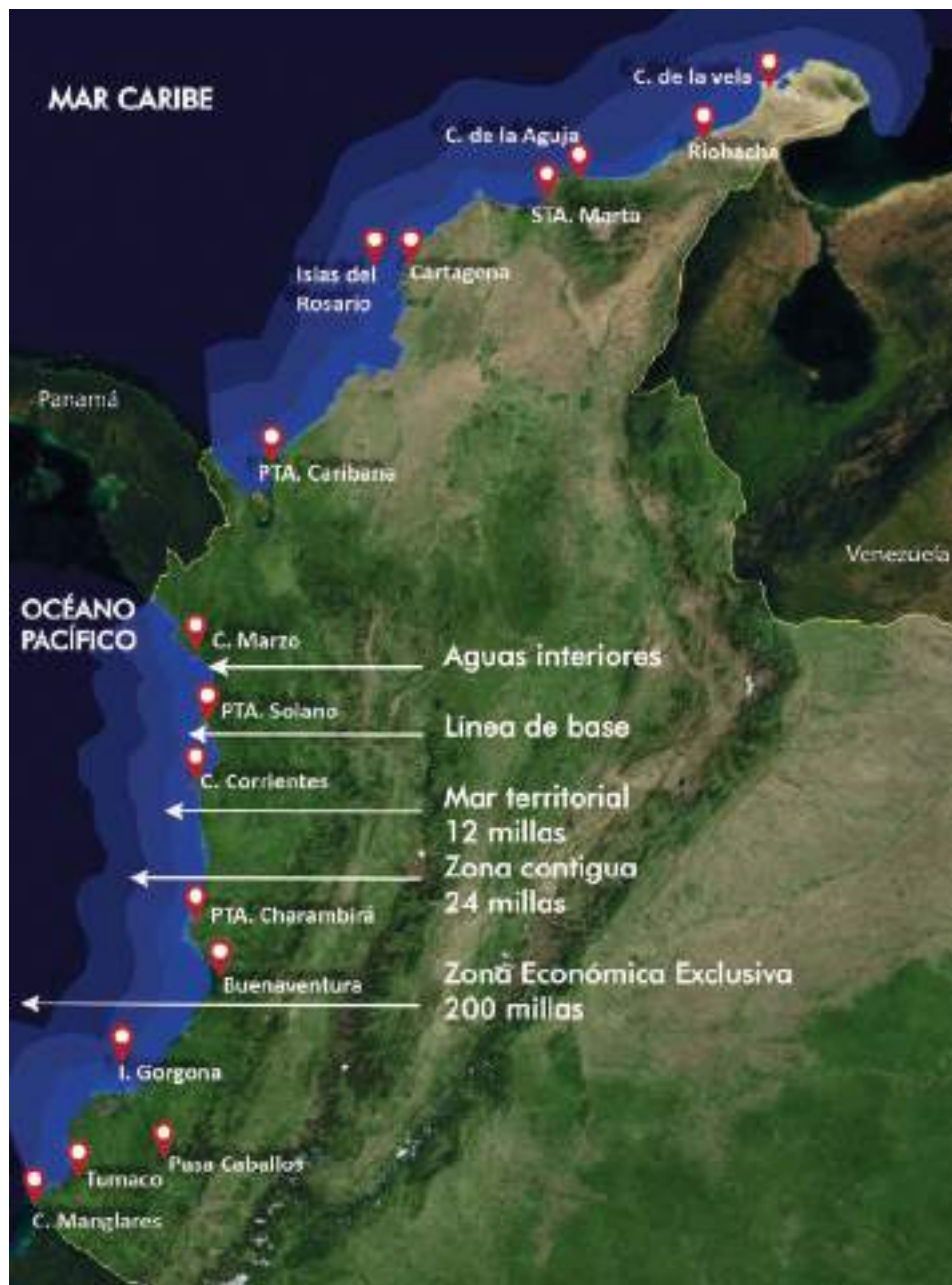 MAR CARIBE
C. de la vela
C. de la Aguja
Riohacha
STA. Marta
Islas del
Rosario
Cartagena
Panamá
PTA. Caribana
Venezuela
OCÉANO
PACÍFICO
C. Marzo
Aguas interiores
PTA. Solano
Línea de base
C. Corrientes
Mar territorial
12 millas
Zona contigua
24 millas
PTA. Charambirá
Buenaventura
Zona Económica Exclusiva
200 millas
I. Gorgona
Pasa Caballos
Tumaco
C. Manglares